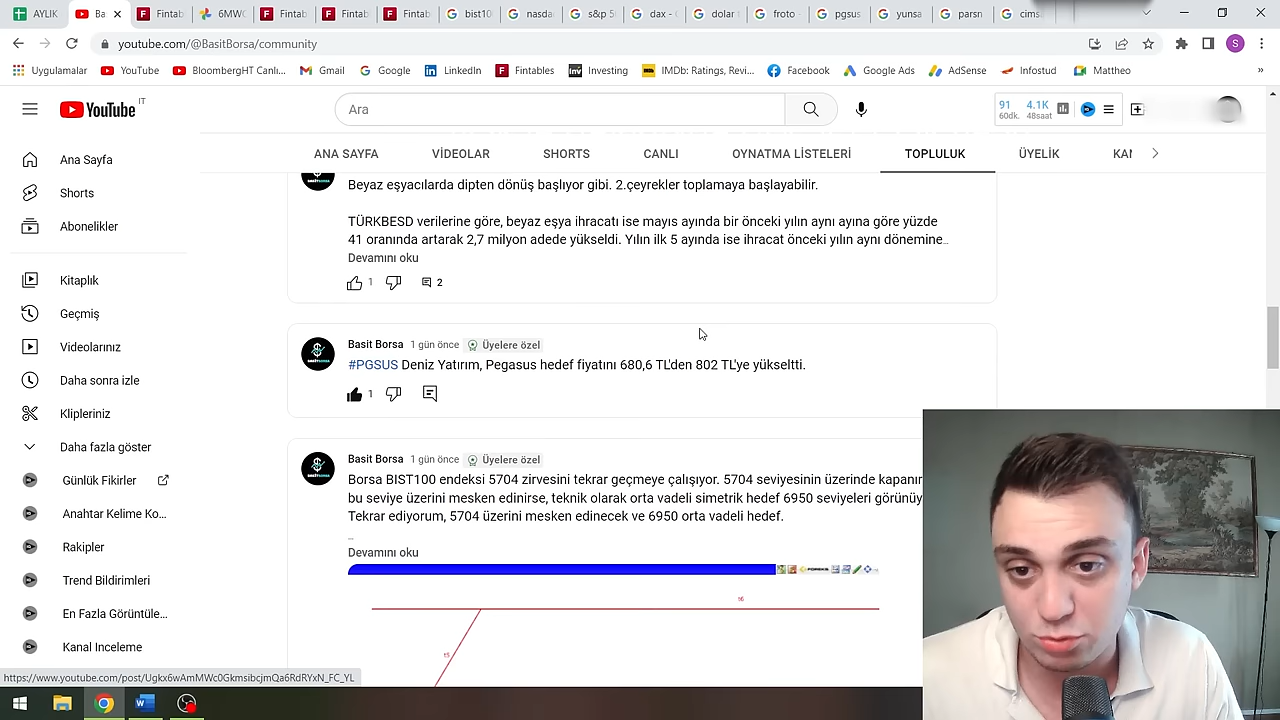 AYLIK
Ba
Fintab
6MWC
Fintab
Fintab
Fintab
bist10
nasda
s&p 5
dax - G
dolar
froto -
pgsus
yunsa
parsn
cimsa
youtube.com/@BasitBorsa/community
S
Uygulamalar
YouTube
BloombergHT Canlı...
Gmail
Google
LinkedIn
Fintables
Investing
IMDb: Ratings, Revi...
Facebook
Google Ads
AdSense
Infostud
Mattheo
»
YouTube IT
Ara
91 4.1K
60dk. 48saat
ANA SAYFA
VİDEOLAR
SHORTS
CANLI
OYNATMA LİSTELERİ
TOPLULUK
ÜYELİK
KAN
Ana Sayfa
Shorts
Abonelikler
Kitaplık
Geçmiş
Videolarınız
Daha sonra izle
Klipleriniz
Daha fazla göster
Günlük Fikirler
Anahtar Kelime Ko...
Rakipler
Trend Bildirimleri
En Fazla Görüntüle...
Kanal Inceleme
Beyaz eşyacılarda dipten dönüş başlıyor gibi. 2.çeyrekler toplamaya başlayabilir.
TÜRKBESD verilerine göre, beyaz eşya ihracatı ise mayıs ayında bir önceki yılın aynı ayına göre yüzde
41 oranında artarak 2,7 milyon adede yükseldi. Yılın ilk 5 ayında ise ihracat önceki yılın aynı dönemine...
Devamını oku
1
2
Basit Borsa 1 gün önce Üyelere özel
#PGSUS Deniz Yatırım, Pegasus hedef fiyatını 680,6 TL'den 802 TL'ye yükseltti.
1
Basit Borsa 1 gün önce Üyelere özel
Borsa BIST100 endeksi 5704 zirvesini tekrar geçmeye çalışıyor. 5704 seviyesinin üzerinde kapanır
bu seviye üzerini mesken edinirse, teknik olarak orta vadeli simetrik hedef 6950 seviyeleri görünüy
Tekrar ediyorum, 5704 üzerini mesken edinecek ve 6950 orta vadeli hedef.
...
Devamını oku
FOREKS
https://www.youtube.com/post/Ugkx6wAmMWc0GkmsibcjmQa6RdRYxN_FC_YL